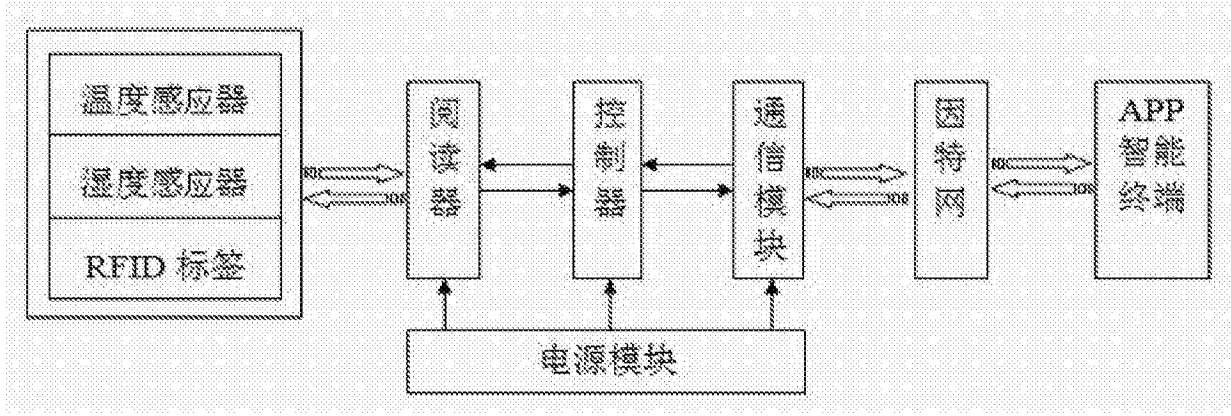 温度感应器
湿度感应器
RFID 标签
阅读器
控制器
通信模块
因特网
APP
智能
终端
电源模块